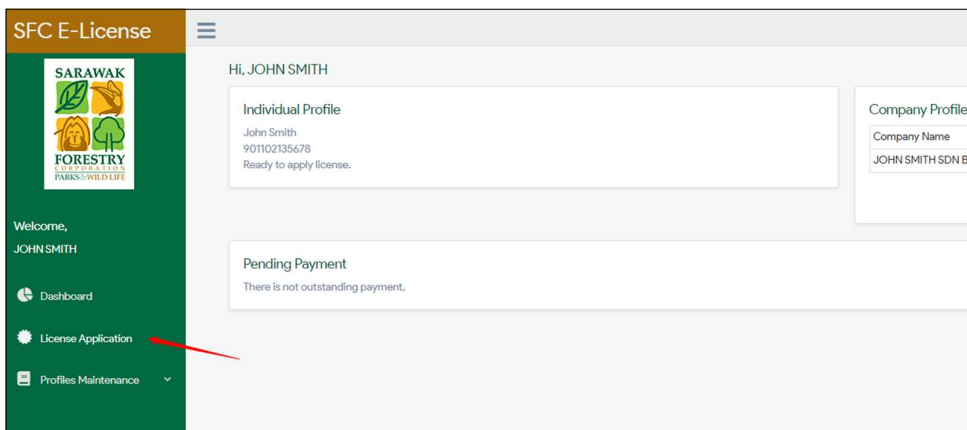 SFC E-License
SARAWAK
FORESTRY
CORPORATION
PARKS & WILD LIFE
Welcome,
JOHN SMITH
Dashboard
License Application
Profiles Maintenance
Hi, JOHN SMITH
Individual Profile
John Smith
901102135678
Ready to apply license.
Company Profile
Company Name
JOHN SMITH SDN B
Pending Payment
There is not outstanding payment.